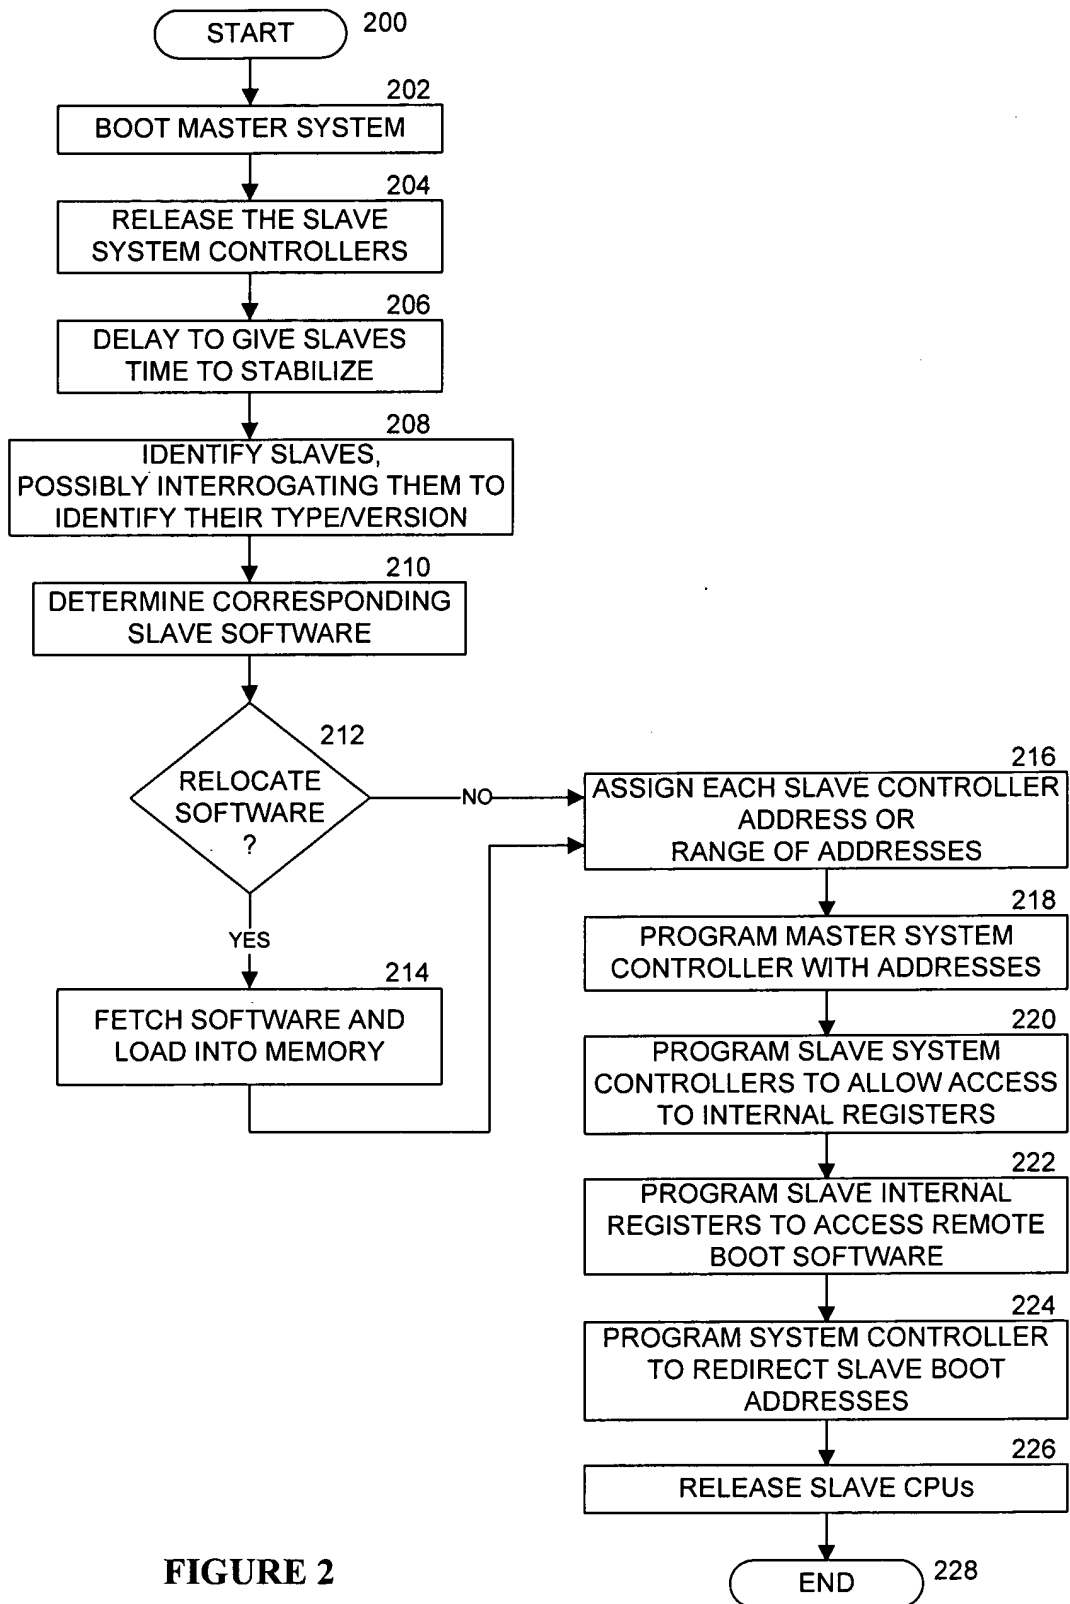 START
200
202
BOOT MASTER SYSTEM
204
RELEASE THE SLAVE
SYSTEM CONTROLLERS
206
DELAY TO GIVE SLAVES
TIME TO STABILIZE
208
IDENTIFY SLAVES,
POSSIBLY INTERROGATING THEM TO
IDENTIFY THEIR TYPE/VERSION
210
DETERMINE CORRESPONDING
SLAVE SOFTWARE
212
RELOCATE
SOFTWARE
?
NO
YES
214
FETCH SOFTWARE AND
LOAD INTO MEMORY
216
ASSIGN EACH SLAVE CONTROLLER
ADDRESS OR
RANGE OF ADDRESSES
218
PROGRAM MASTER SYSTEM
CONTROLLER WITH ADDRESSES
220
PROGRAM SLAVE SYSTEM
CONTROLLERS TO ALLOW ACCESS
TO INTERNAL REGISTERS
222
PROGRAM SLAVE INTERNAL
REGISTERS TO ACCESS REMOTE
BOOT SOFTWARE
224
PROGRAM SYSTEM CONTROLLER
TO REDIRECT SLAVE BOOT
ADDRESSES
226
RELEASE SLAVE CPUs
END
228
FIGURE 2